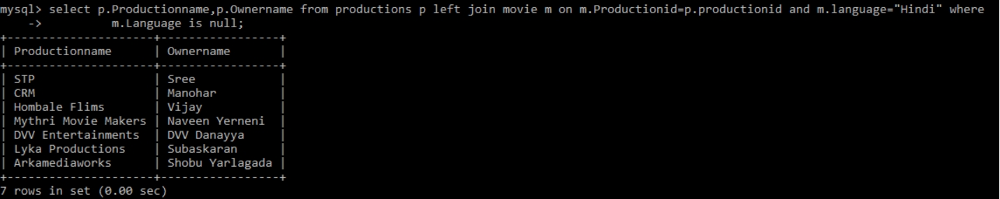 mysql> select p.Productionname,p.Ownername from productions p left join movie m on m.Productionid=p.productionid and m.language="Hindi" where
    ->          m.Language is null;
+---------------------+-----------------+
| Productionname      | Ownername       |
+---------------------+-----------------+
| STP                 | Sree            |
| CRM                 | Manohar         |
| Hombale Flims       | Vijay           |
| Mythri Movie Makers | Naveen Yerneni  |
| DVV Entertainments  | DVV Danayya     |
| Lyka Productions    | Subaskaran      |
| Arkamediaworks      | Shobu Yarlagada |
+---------------------+-----------------+
7 rows in set (0.00 sec)